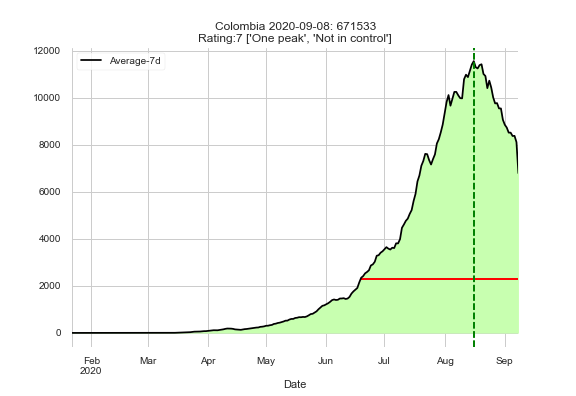 Colombia 2020-09-08: 671533
Rating:7 ['One peak', 'Not in control']
Average-7d
12000
10000
8000
6000
4000
2000
0
Feb Mar Apr May Jun Jul Aug Sep
2020
Date